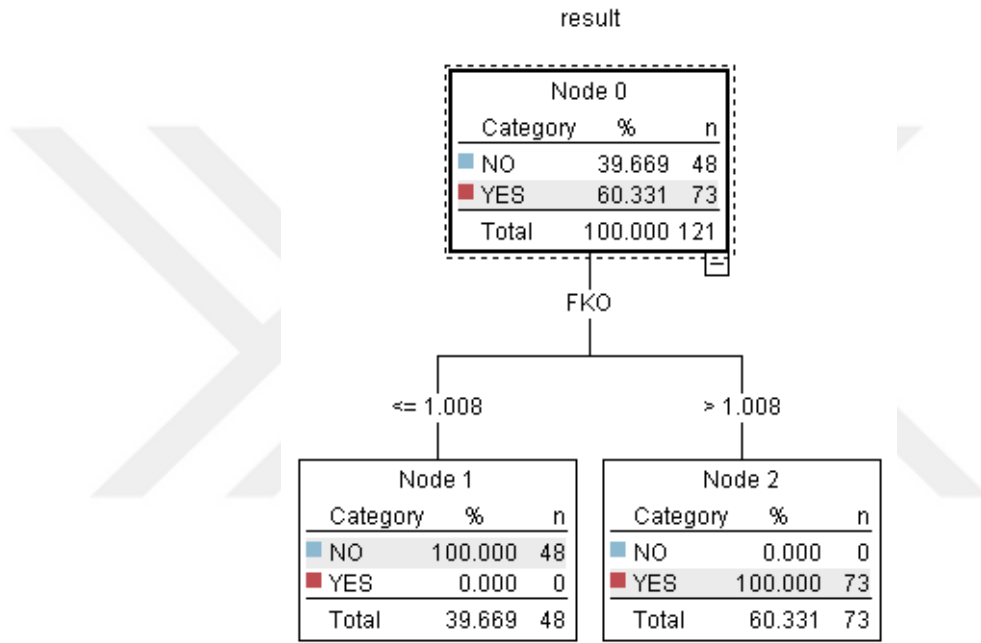 result
Node 0
Category % n
NO 39.669 48
YES 60.331 73
Total 100.000 121
FKO
<= 1.008
> 1.008
Node 1
Category % n
NO 100.000 48
YES 0.000 0
Total 39.669 48
Node 2
Category % n
NO 0.000 0
YES 100.000 73
Total 60.331 73